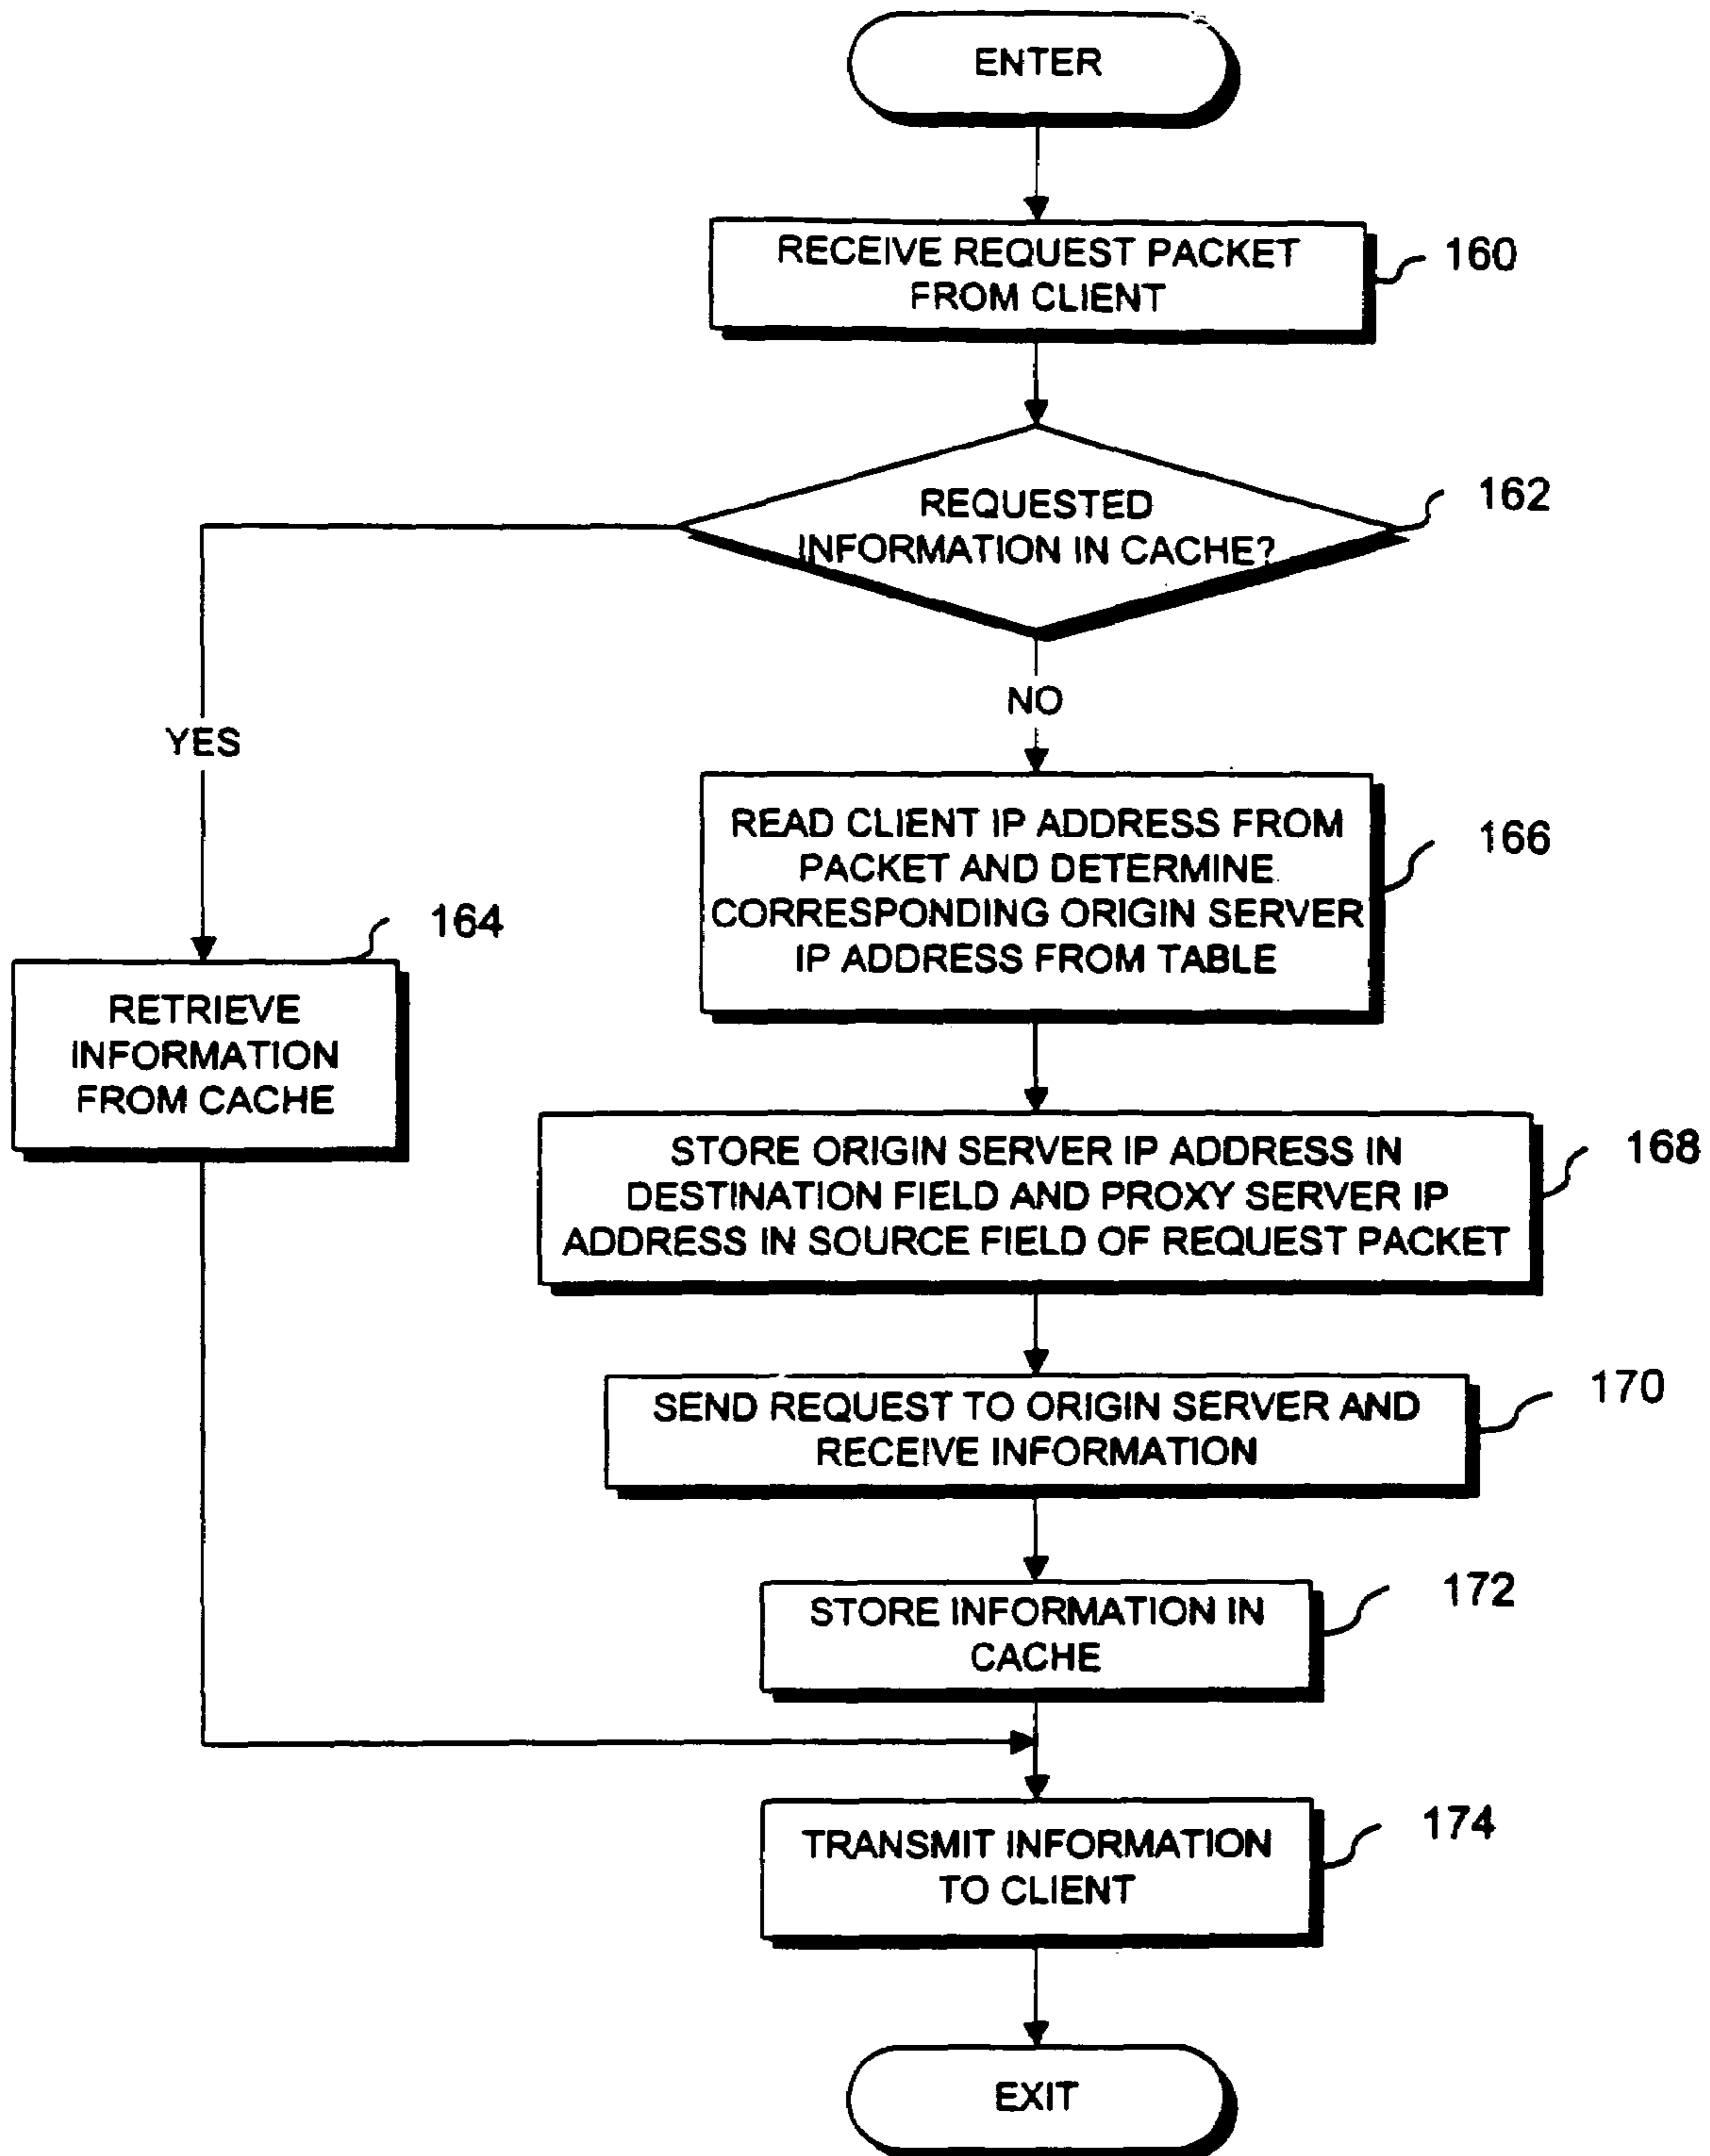 ENTER
RECEIVE REQUEST PACKET
FROM CLIENT
160
REQUESTED
INFORMATION IN CACHE?
162
NO
YES
READ CLIENT IP ADDRESS FROM
PACKET AND DETERMINE
CORRESPONDING ORIGIN SERVER
IP ADDRESS FROM TABLE
166
164
RETRIEVE
INFORMATION
FROM CACHE
STORE ORIGIN SERVER IP ADDRESS IN
DESTINATION FIELD AND PROXY SERVER IP
ADDRESS IN SOURCE FIELD OF REQUEST PACKET
168
SEND REQUEST TO ORIGIN SERVER AND
RECEIVE INFORMATION
170
STORE INFORMATION IN
CACHE
172
TRANSMIT INFORMATION
TO CLIENT
174
EXIT